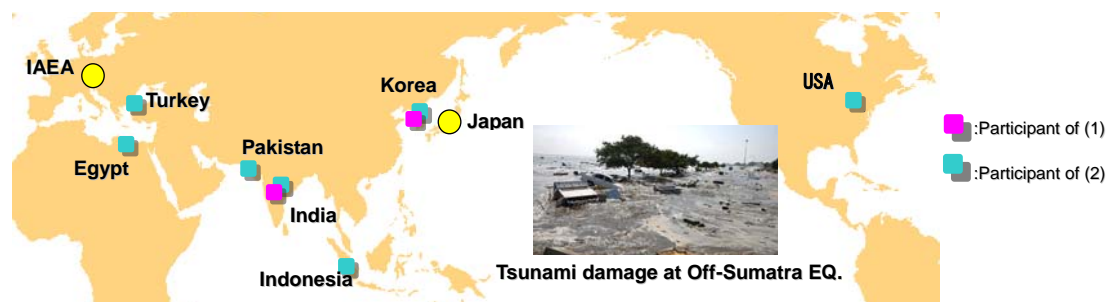 IAEA
Turkey
Egypt
Pakistan
India
Indonesia
Korea
Japan
USA
Tsunami damage at Off-Sumatra EQ.
:Participant of (1)
:Participant of (2)